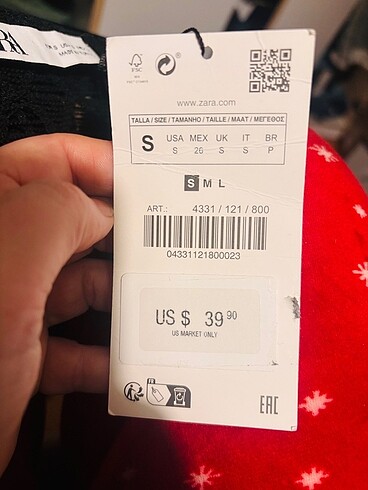 FSC
www.zara.com
TALLA / SIZE / TAMANHO / TAILLE / MAAT / ΜΕΓΕΘΟΣ
S USA MEX UK IT BR
S 26 S S P
S M L
ART.: 4331 / 121 / 800
04331121800023
US $ 39 90
US MARKET ONLY
EAC